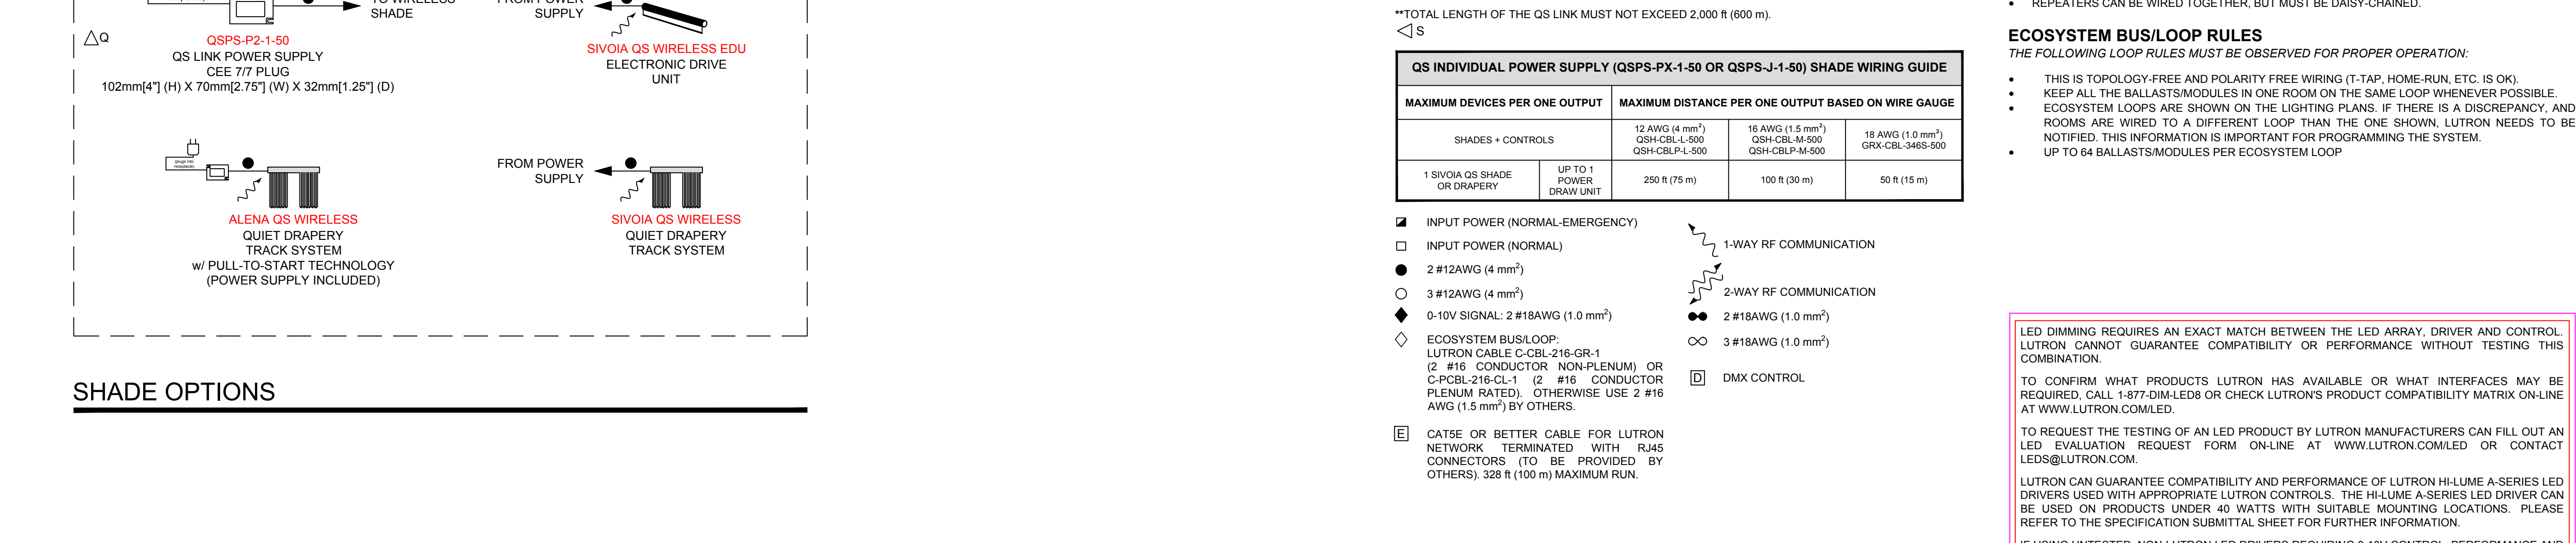 TO WIRELESS
SHADE
FROM POWER
SUPPLY
Q
QSPS-P2-1-50
QS LINK POWER SUPPLY
CEE 7/7 PLUG
102mm[4"] (H) X 70mm[2.75"] (W) X 32mm[1.25"] (D)
SIVOIA QS WIRELESS EDU
ELECTRONIC DRIVE
UNIT
(plugs into
receptacle)
ALENA QS WIRELESS
QUIET DRAPERY
TRACK SYSTEM
w/ PULL-TO-START TECHNOLOGY
(POWER SUPPLY INCLUDED)
FROM POWER
SUPPLY
SIVOIA QS WIRELESS
QUIET DRAPERY
TRACK SYSTEM
SHADE OPTIONS
**TOTAL LENGTH OF THE QS LINK MUST NOT EXCEED 2,000 ft (600 m).
S
QS INDIVIDUAL POWER SUPPLY (QSPS-PX-1-50 OR QSPS-J-1-50) SHADE WIRING GUIDE
MAXIMUM DEVICES PER ONE OUTPUT
MAXIMUM DISTANCE PER ONE OUTPUT BASED ON WIRE GAUGE
SHADES + CONTROLS
12 AWG (4 mm²)
QSH-CBL-L-500
QSH-CBLP-L-500
16 AWG (1.5 mm²)
QSH-CBL-M-500
QSH-CBLP-M-500
18 AWG (1.0 mm²)
GRX-CBL-346S-500
1 SIVOIA QS SHADE
OR DRAPERY
UP TO 1
POWER
DRAW UNIT
250 ft (75 m)
100 ft (30 m)
50 ft (15 m)
INPUT POWER (NORMAL-EMERGENCY)
INPUT POWER (NORMAL)
2 #12AWG (4 mm²)
3 #12AWG (4 mm²)
0-10V SIGNAL: 2 #18AWG (1.0 mm²)
ECOSYSTEM BUS/LOOP:
LUTRON CABLE C-CBL-216-GR-1
(2 #16 CONDUCTOR NON-PLENUM) OR
C-PCBL-216-CL-1 (2 #16 CONDUCTOR
PLENUM RATED). OTHERWISE USE 2 #16
AWG (1.5 mm²) BY OTHERS.
E
CAT5E OR BETTER CABLE FOR LUTRON
NETWORK TERMINATED WITH RJ45
CONNECTORS (TO BE PROVIDED BY
OTHERS). 328 ft (100 m) MAXIMUM RUN.
1-WAY RF COMMUNICATION
2-WAY RF COMMUNICATION
2 #18AWG (1.0 mm²)
3 #18AWG (1.0 mm²)
D DMX CONTROL
• REPEATERS CAN BE WIRED TOGETHER, BUT MUST BE DAISY-CHAINED.
ECOSYSTEM BUS/LOOP RULES
THE FOLLOWING LOOP RULES MUST BE OBSERVED FOR PROPER OPERATION:
• THIS IS TOPOLOGY-FREE AND POLARITY FREE WIRING (T-TAP, HOME-RUN, ETC. IS OK).
• KEEP ALL THE BALLASTS/MODULES IN ONE ROOM ON THE SAME LOOP WHENEVER POSSIBLE.
• ECOSYSTEM LOOPS ARE SHOWN ON THE LIGHTING PLANS. IF THERE IS A DISCREPANCY, AND
ROOMS ARE WIRED TO A DIFFERENT LOOP THAN THE ONE SHOWN, LUTRON NEEDS TO BE
NOTIFIED. THIS INFORMATION IS IMPORTANT FOR PROGRAMMING THE SYSTEM.
• UP TO 64 BALLASTS/MODULES PER ECOSYSTEM LOOP
LED DIMMING REQUIRES AN EXACT MATCH BETWEEN THE LED ARRAY, DRIVER AND CONTROL.
LUTRON CANNOT GUARANTEE COMPATIBILITY OR PERFORMANCE WITHOUT TESTING THIS
COMBINATION.
TO CONFIRM WHAT PRODUCTS LUTRON HAS AVAILABLE OR WHAT INTERFACES MAY BE
REQUIRED, CALL 1-877-DIM-LED8 OR CHECK LUTRON'S PRODUCT COMPATIBILITY MATRIX ON-LINE
AT WWW.LUTRON.COM/LED.
TO REQUEST THE TESTING OF AN LED PRODUCT BY LUTRON MANUFACTURERS CAN FILL OUT AN
LED EVALUATION REQUEST FORM ON-LINE AT WWW.LUTRON.COM/LED OR CONTACT
LEDS@LUTRON.COM.
LUTRON CAN GUARANTEE COMPATIBILITY AND PERFORMANCE OF LUTRON HI-LUME A-SERIES LED
DRIVERS USED WITH APPROPRIATE LUTRON CONTROLS. THE HI-LUME A-SERIES LED DRIVER CAN
BE USED ON PRODUCTS UNDER 40 WATTS WITH SUITABLE MOUNTING LOCATIONS. PLEASE
REFER TO THE SPECIFICATION SUBMITTAL SHEET FOR FURTHER INFORMATION.